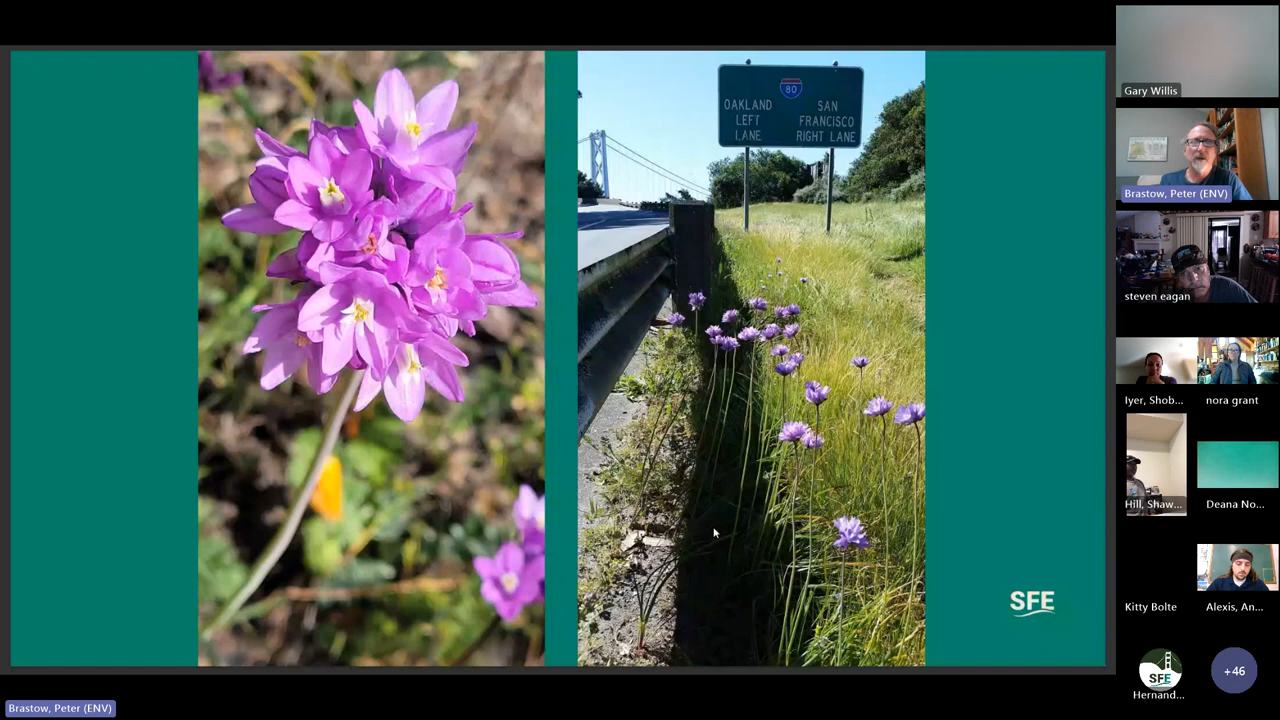 80
OAKLAND
LEFT
LANE
SAN
FRANCISCO
RIGHT LANE
SFE
Gary Willis
Brastow, Peter (ENV)
steven eagan
Iyer, Shob...
nora grant
Hill, Shaw...
Deana No...
Kitty Bolte
Alexis, An...
SFE
Hernand...
+46
Brastow, Peter (ENV)